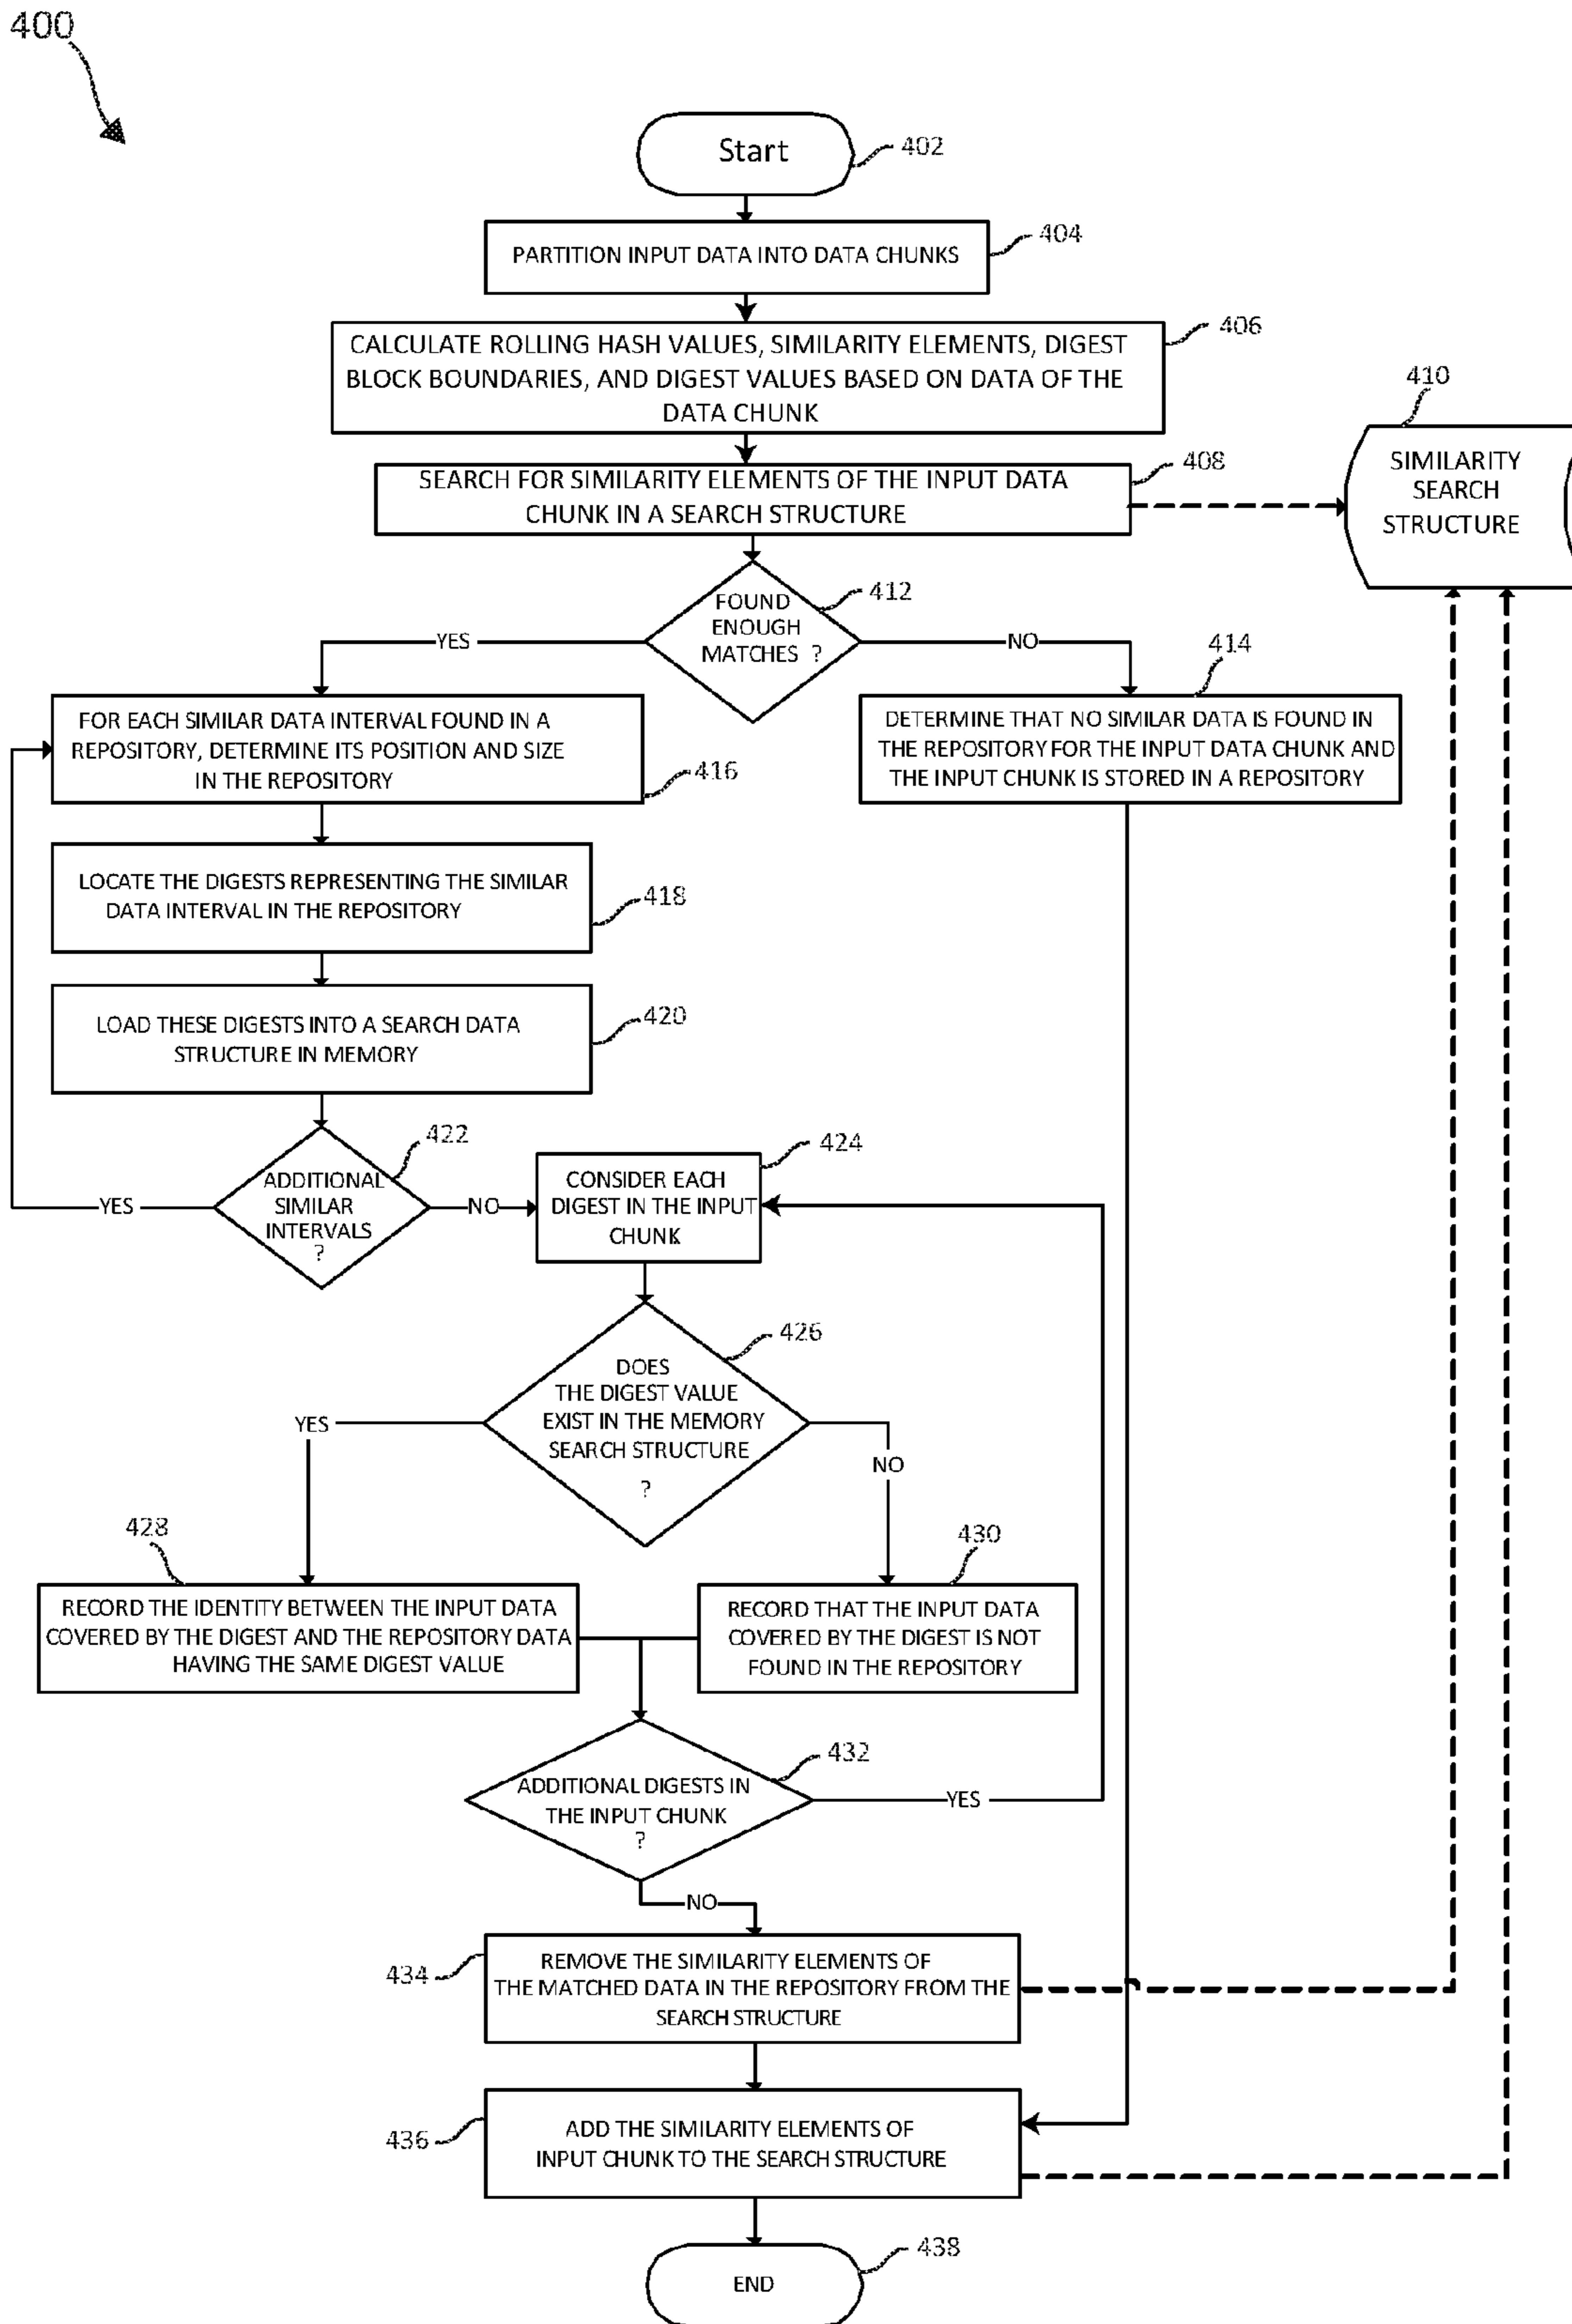 400
Start
402
PARTITION INPUT DATA INTO DATA CHUNKS
404
CALCULATE ROLLING HASH VALUES, SIMILARITY ELEMENTS, DIGEST
BLOCK BOUNDARIES, AND DIGEST VALUES BASED ON DATA OF THE
DATA CHUNK
406
SEARCH FOR SIMILARITY ELEMENTS OF THE INPUT DATA
CHUNK IN A SEARCH STRUCTURE
408
410
SIMILARITY
SEARCH
STRUCTURE
FOUND
ENOUGH
MATCHES ?
412
YES
NO
414
FOR EACH SIMILAR DATA INTERVAL FOUND IN A
REPOSITORY, DETERMINE ITS POSITION AND SIZE
IN THE REPOSITORY
416
DETERMINE THAT NO SIMILAR DATA IS FOUND IN
THE REPOSITORY FOR THE INPUT DATA CHUNK AND
THE INPUT CHUNK IS STORED IN A REPOSITORY
LOCATE THE DIGESTS REPRESENTING THE SIMILAR
DATA INTERVAL IN THE REPOSITORY
418
LOAD THESE DIGESTS INTO A SEARCH DATA
STRUCTURE IN MEMORY
420
ADDITIONAL
SIMILAR
INTERVALS
?
422
YES
NO
CONSIDER EACH
DIGEST IN THE INPUT
CHUNK
424
DOES
THE DIGEST VALUE
EXIST IN THE MEMORY
SEARCH STRUCTURE
?
426
YES
NO
428
RECORD THE IDENTITY BETWEEN THE INPUT DATA
COVERED BY THE DIGEST AND THE REPOSITORY DATA
HAVING THE SAME DIGEST VALUE
430
RECORD THAT THE INPUT DATA
COVERED BY THE DIGEST IS NOT
FOUND IN THE REPOSITORY
ADDITIONAL DIGESTS IN
THE INPUT CHUNK
?
432
YES
NO
434
REMOVE THE SIMILARITY ELEMENTS OF
THE MATCHED DATA IN THE REPOSITORY FROM THE
SEARCH STRUCTURE
436
ADD THE SIMILARITY ELEMENTS OF
INPUT CHUNK TO THE SEARCH STRUCTURE
END
438